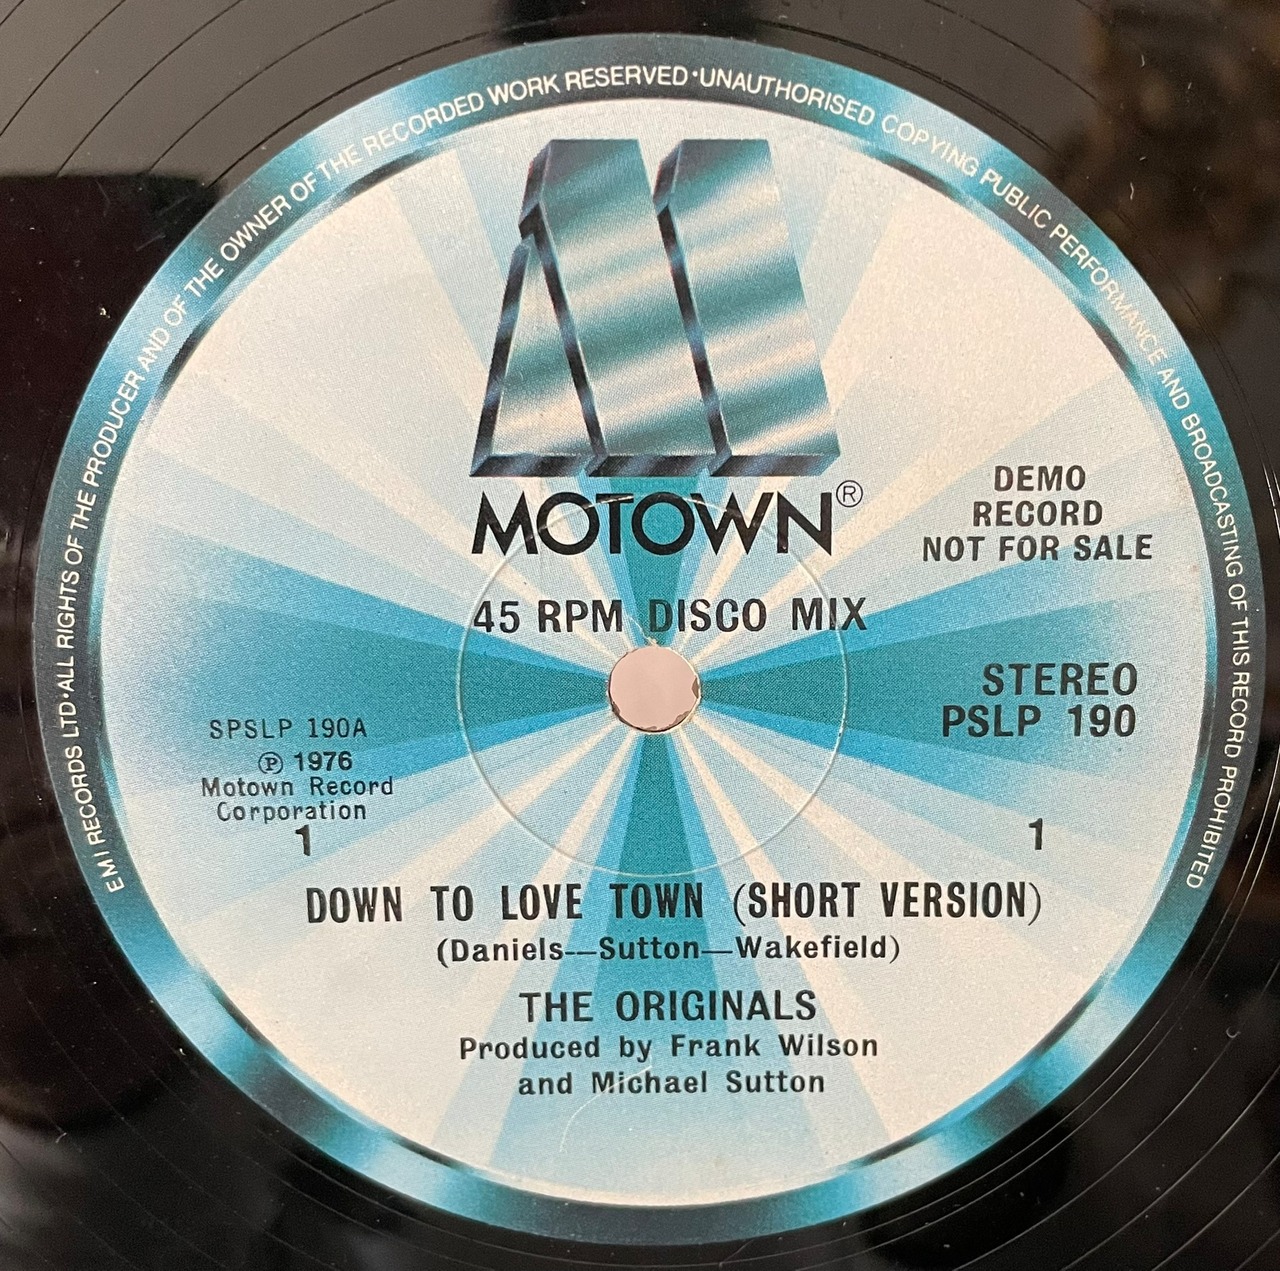 EMI RECORDS LTD•ALL RIGHTS OF THE PRODUCER AND OF THE OWNER OF THE RECORDED WORK RESERVED•UNAUTHORISED COPYING PUBLIC PERFORMANCE AND BROADCASTING OF THIS RECORD PROHIBITED
MOTOWN®
DEMO
RECORD
NOT FOR SALE
45 RPM DISCO MIX
STEREO
PSLP 190
SPSLP 190A
℗ 1976
Motown Record
Corporation
1
1
DOWN TO LOVE TOWN (SHORT VERSION)
(Daniels—Sutton—Wakefield)
THE ORIGINALS
Produced by Frank Wilson
and Michael Sutton